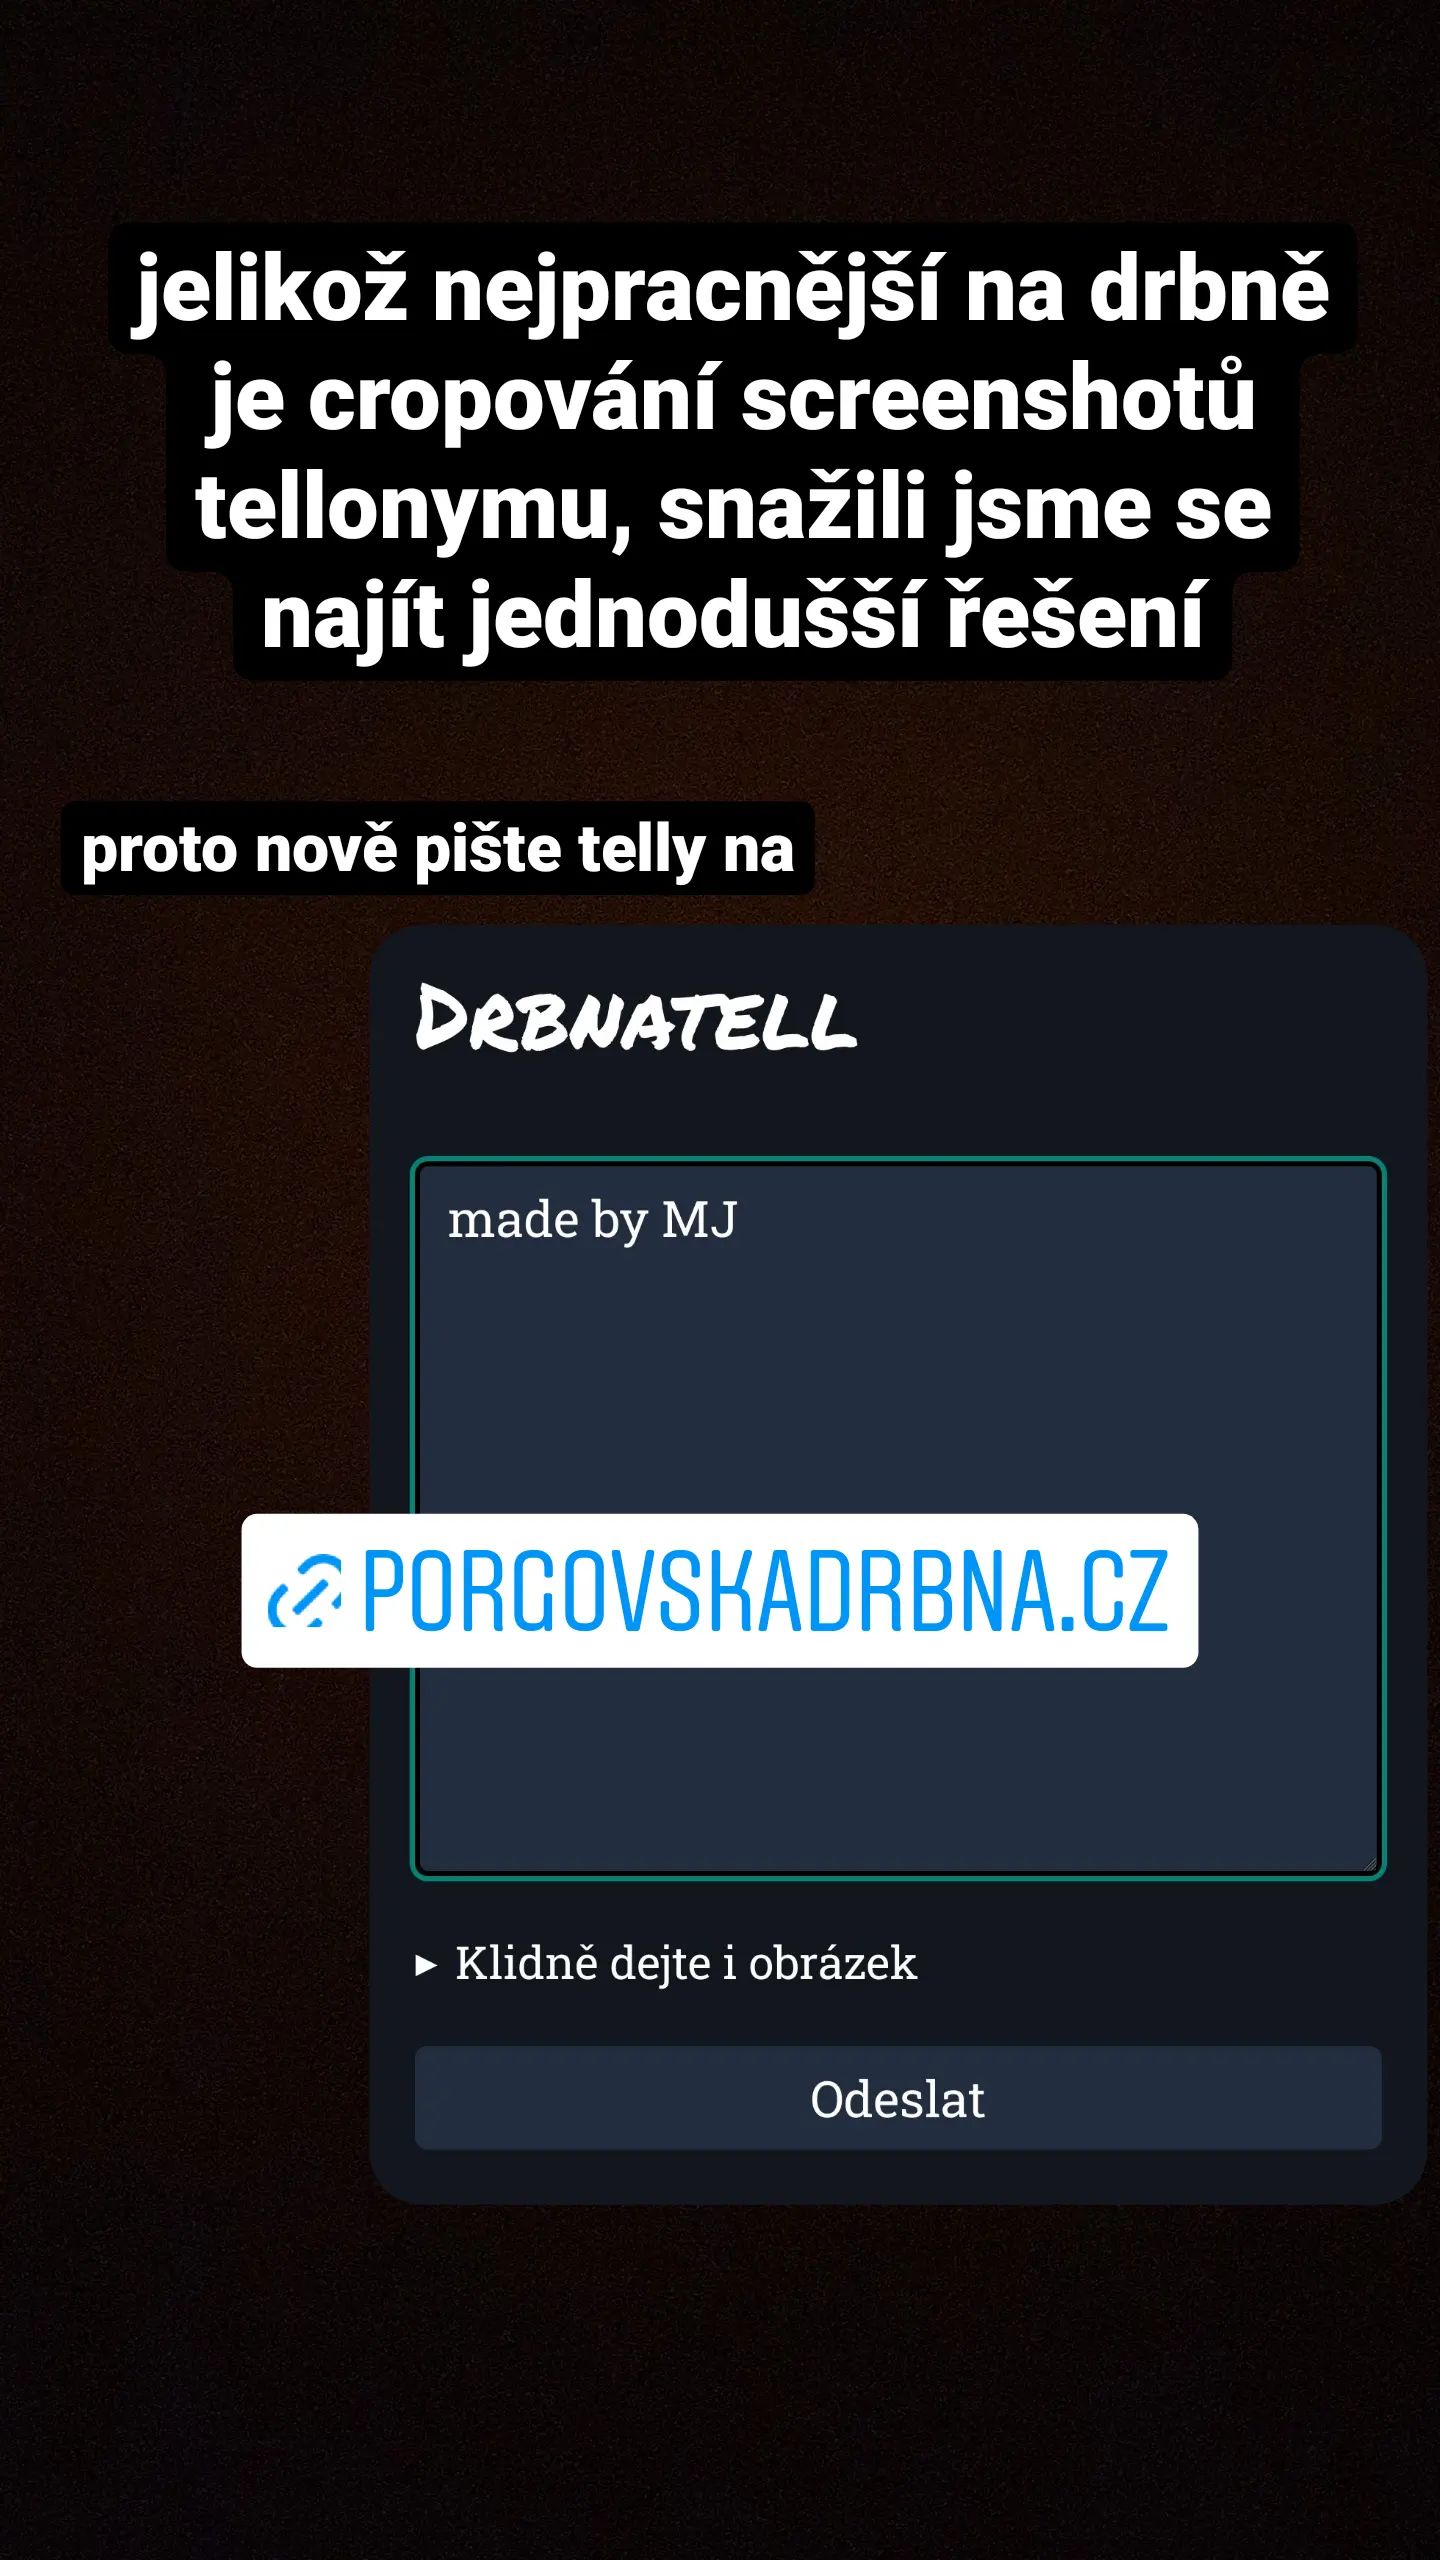 jelikož nejpracnější na drbně
je cropování screenshotů
tellonymu, snažili jsme se
najít jednodušší řešení
proto nově pište telly na
DRBNATELL
made by MJ
PORGOVSKADRBNA.CZ
▶ Klidně dejte i obrázek
Odeslat